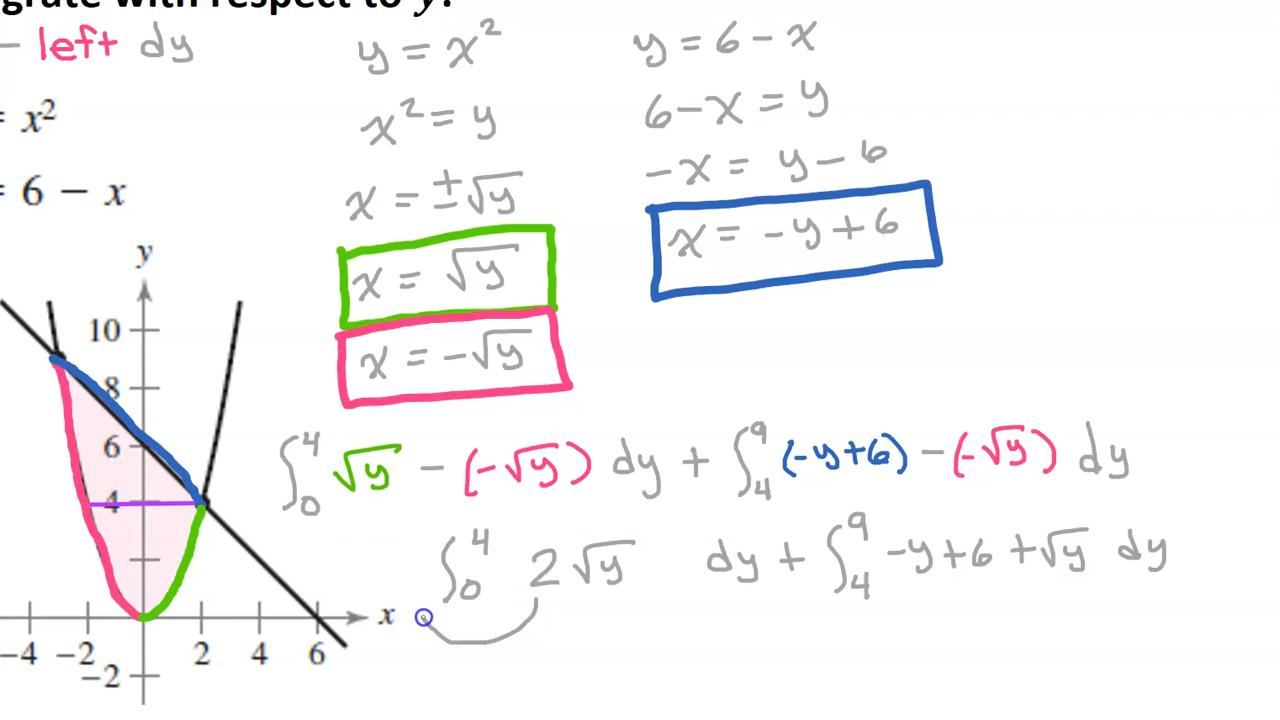 grate with respect to y?
– left dy
= x²
= 6 − x
y = x²
x² = y
x = ±√y
x = √y
x = −√y
y = 6 − x
6 − x = y
−x = y − 6
x = −y + 6
y
10
8
6
4
x
−4 −2 2 4 6
−2
∫₀⁴ √y − (−√y) dy + ∫₄⁹ (−y+6) − (−√y) dy
∫₀⁴ 2√y dy + ∫₄⁹ −y + 6 + √y dy